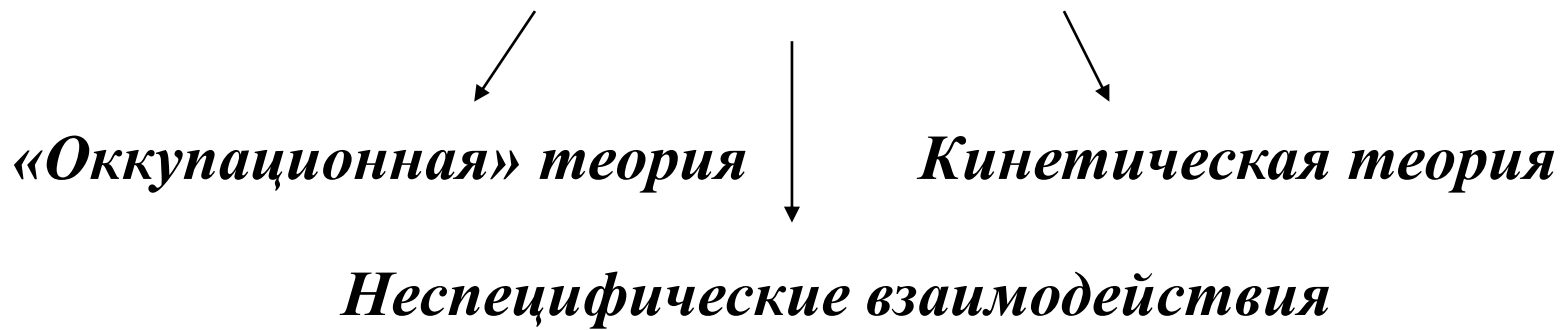 «Оккупационная» теория
Кинетическая теория
Неспецифические взаимодействия